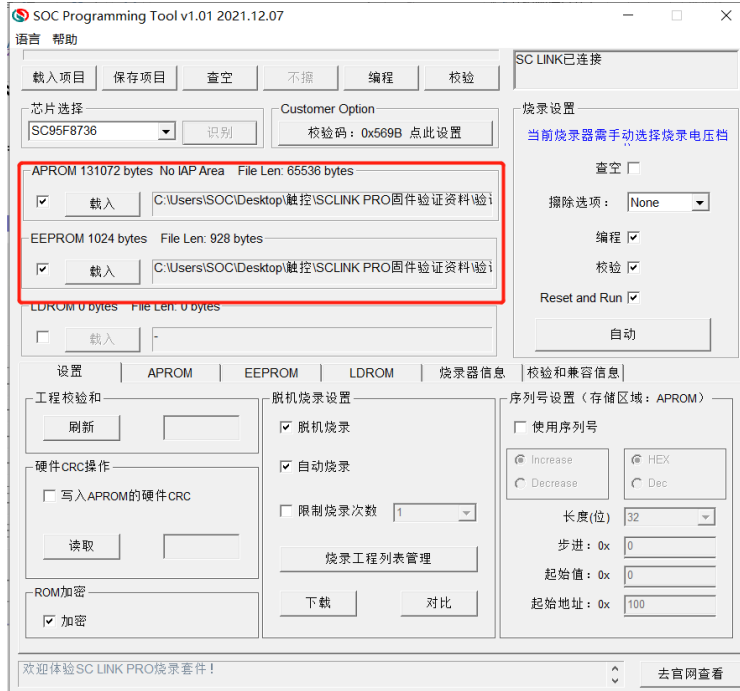 SOC Programming Tool v1.01 2021.12.07
语言 帮助
载入项目 保存项目 查空 不擦 编程 校验
SC LINK已连接
芯片选择
SC95F8736
识别
Customer Option
校验码：0x569B 点此设置
烧录设置
当前烧录器需手动选择烧录电压档
查空
擦除选项： None
编程
校验
Reset and Run
自动
APROM 131072 bytes No IAP Area File Len: 65536 bytes
载入 C:\Users\SOC\Desktop\触控\SCLINK PRO固件验证资料\验
EEPROM 1024 bytes File Len: 928 bytes
载入 C:\Users\SOC\Desktop\触控\SCLINK PRO固件验证资料\验
LDROM 0 bytes File Len: 0 bytes
载入 -
设置 APROM EEPROM LDROM 烧录器信息 校验和兼容信息
工程校验和
刷新
硬件CRC操作
写入APROM的硬件CRC
读取
ROM加密
加密
脱机烧录设置
脱机烧录
自动烧录
限制烧录次数 1
烧录工程列表管理
下载 对比
序列号设置（存储区域：APROM）
使用序列号
Increase HEX
Decrease Dec
长度(位) 32
步进：0x 0
起始值：0x 0
起始地址：0x 100
欢迎体验SC LINK PRO烧录套件！
去官网查看